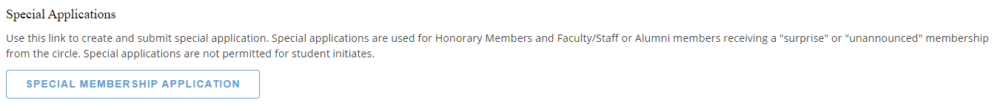 Special Applications
Use this link to create and submit special application. Special applications are used for Honorary Members and Faculty/Staff or Alumni members receiving a "surprise" or "unannounced" membership
from the circle. Special applications are not permitted for student initiates.
SPECIAL MEMBERSHIP APPLICATION